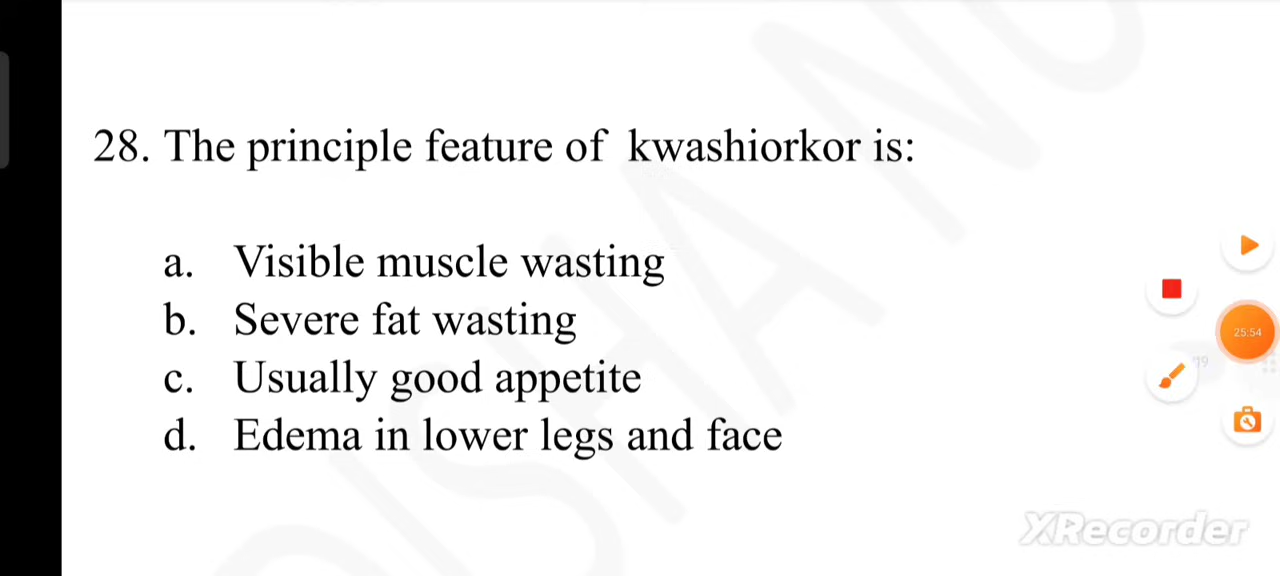 28. The principle feature of kwashiorkor is:
a. Visible muscle wasting
b. Severe fat wasting
c. Usually good appetite
d. Edema in lower legs and face
25:54
XRecorder